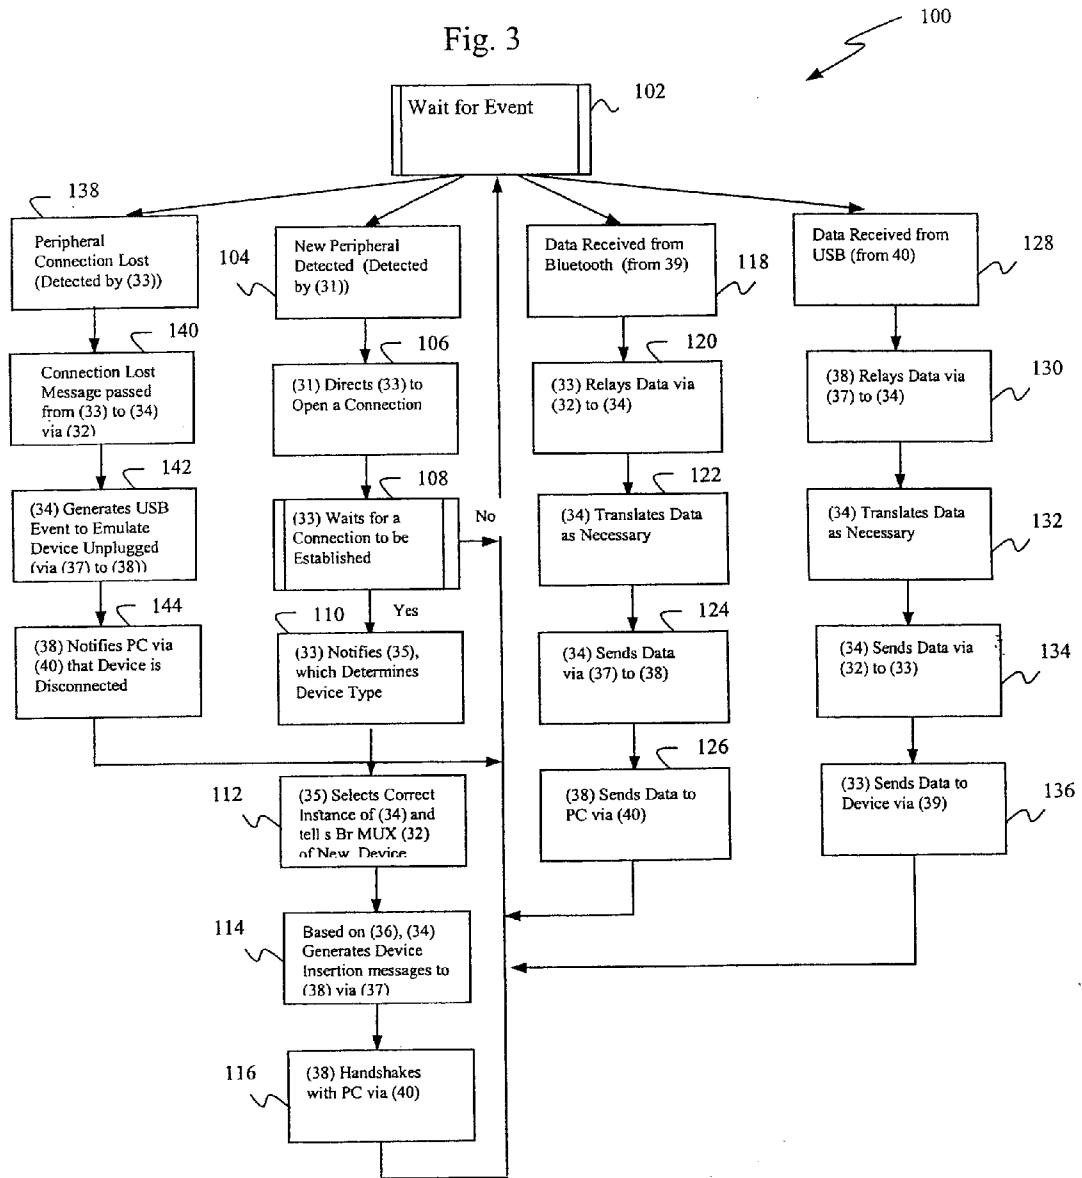 Fig. 3
100
Wait for Event
102
138
Peripheral
Connection Lost
(Detected by (33))
104
New Peripheral
Detected (Detected
by (31))
Data Received from
Bluetooth (from 39)
118
Data Received from
USB (from 40)
128
140
Connection Lost
Message passed
from (33) to (34)
via (32)
106
(31) Directs (33) to
Open a Connection
120
(33) Relays Data via
(32) to (34)
(38) Relays Data via
(37) to (34)
130
142
(34) Generates USB
Event to Emulate
Device Unplugged
(via (37) to (38))
108
(33) Waits for a
Connection to be
Established
No
Yes
122
(34) Translates Data
as Necessary
(34) Translates Data
as Necessary
132
144
(38) Notifies PC via
(40) that Device is
Disconnected
110
(33) Notifies (35),
which Determines
Device Type
124
(34) Sends Data
via (37) to (38)
(34) Sends Data via
(32) to (33)
134
112
(35) Selects Correct
Instance of (34) and
tell s Br MUX (32)
of New Device
126
(38) Sends Data to
PC via (40)
(33) Sends Data to
Device via (39)
136
114
Based on (36), (34)
Generates Device
Insertion messages to
(38) via (37)
116
(38) Handshakes
with PC via (40)